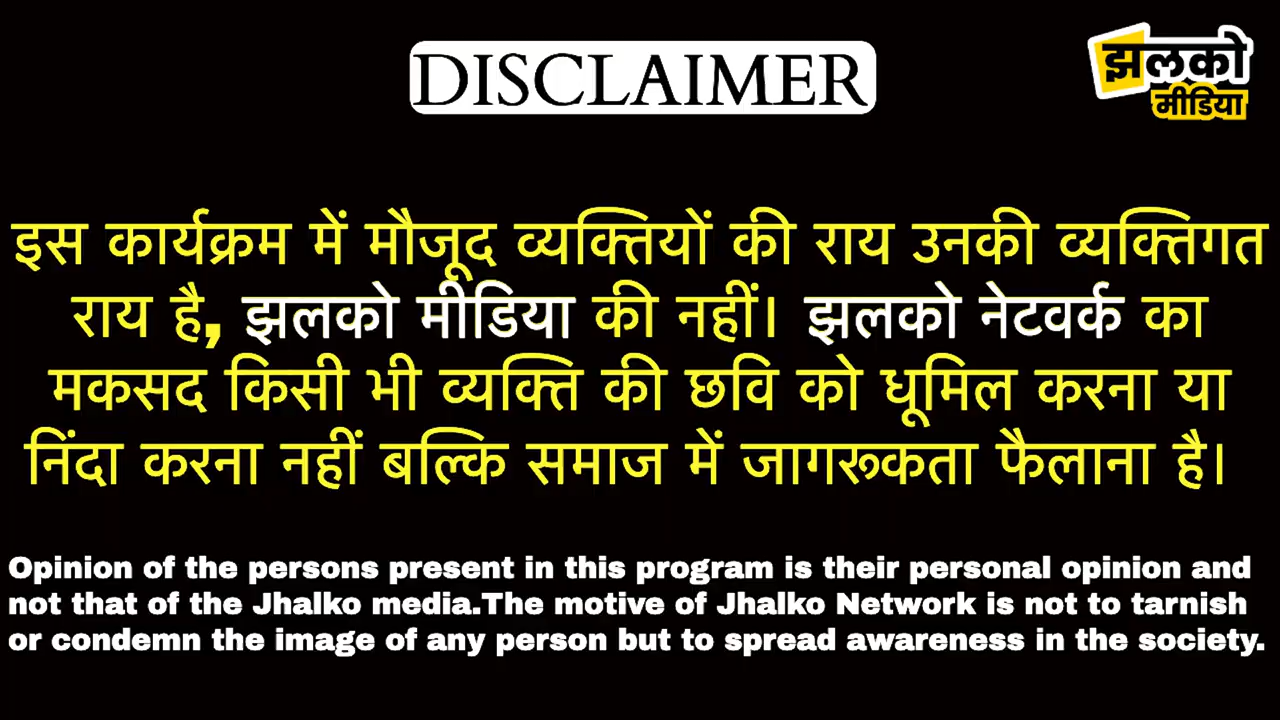 DISCLAIMER
झलको
मीडिया
इस कार्यक्रम में मौजूद व्यक्तियों की राय उनकी व्यक्तिगत
राय है, झलको मीडिया की नहीं। झलको नेटवर्क का
मकसद किसी भी व्यक्ति की छवि को धूमिल करना या
निंदा करना नहीं बल्कि समाज में जागरूकता फैलाना है।
Opinion of the persons present in this program is their personal opinion and
not that of the Jhalko media.The motive of Jhalko Network is not to tarnish
or condemn the image of any person but to spread awareness in the society.